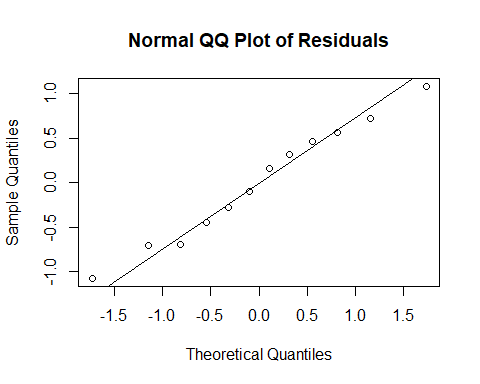 Normal QQ Plot of Residuals
Sample Quantiles
1.0
0.5
0.0
-0.5
-1.0
-1.5 -1.0 -0.5 0.0 0.5 1.0 1.5
Theoretical Quantiles